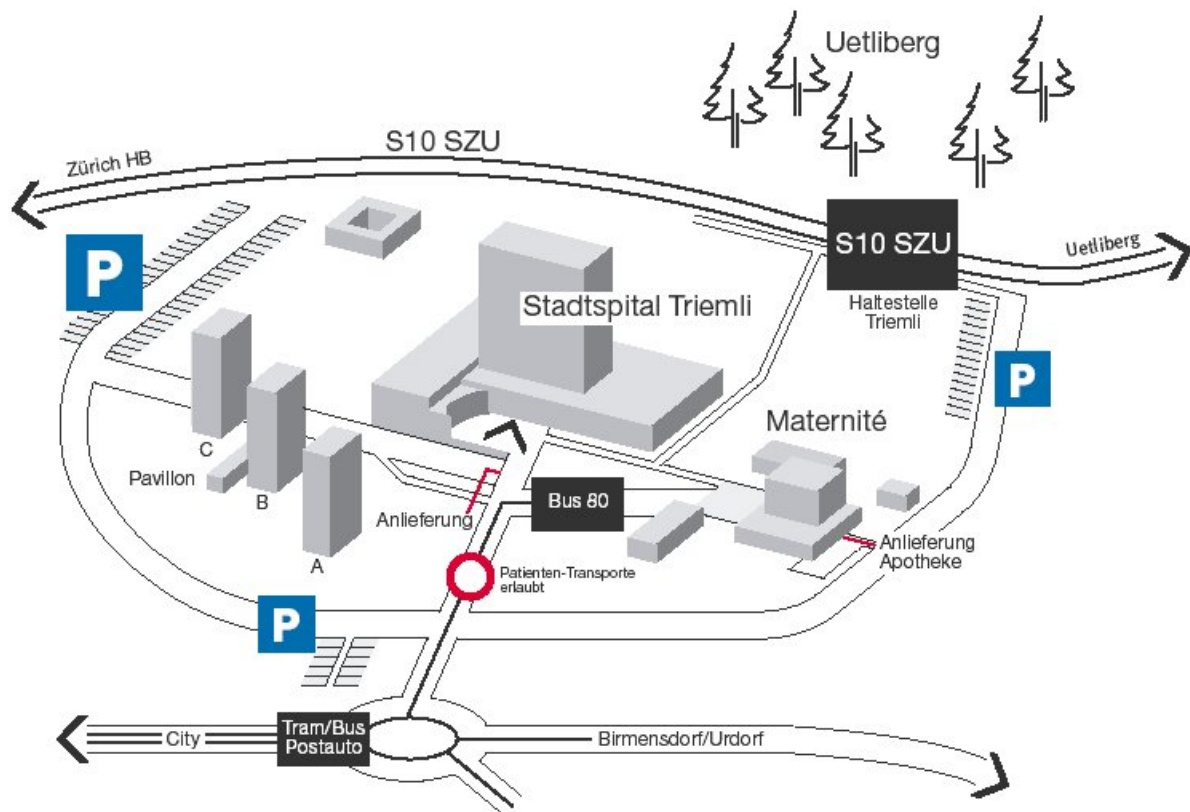 Uetliberg
S10 SZU
Zürich HB
P
S10 SZU
Uetliberg
Haltestelle
Triemli
Stadtspital Triemli
P
Maternité
C
Pavillon
B
A
Anlieferung
Bus 80
Anlieferung
Apotheke
Patienten-Transporte
erlaubt
P
City
Tram/Bus
Postauto
Birmensdorf/Urdorf